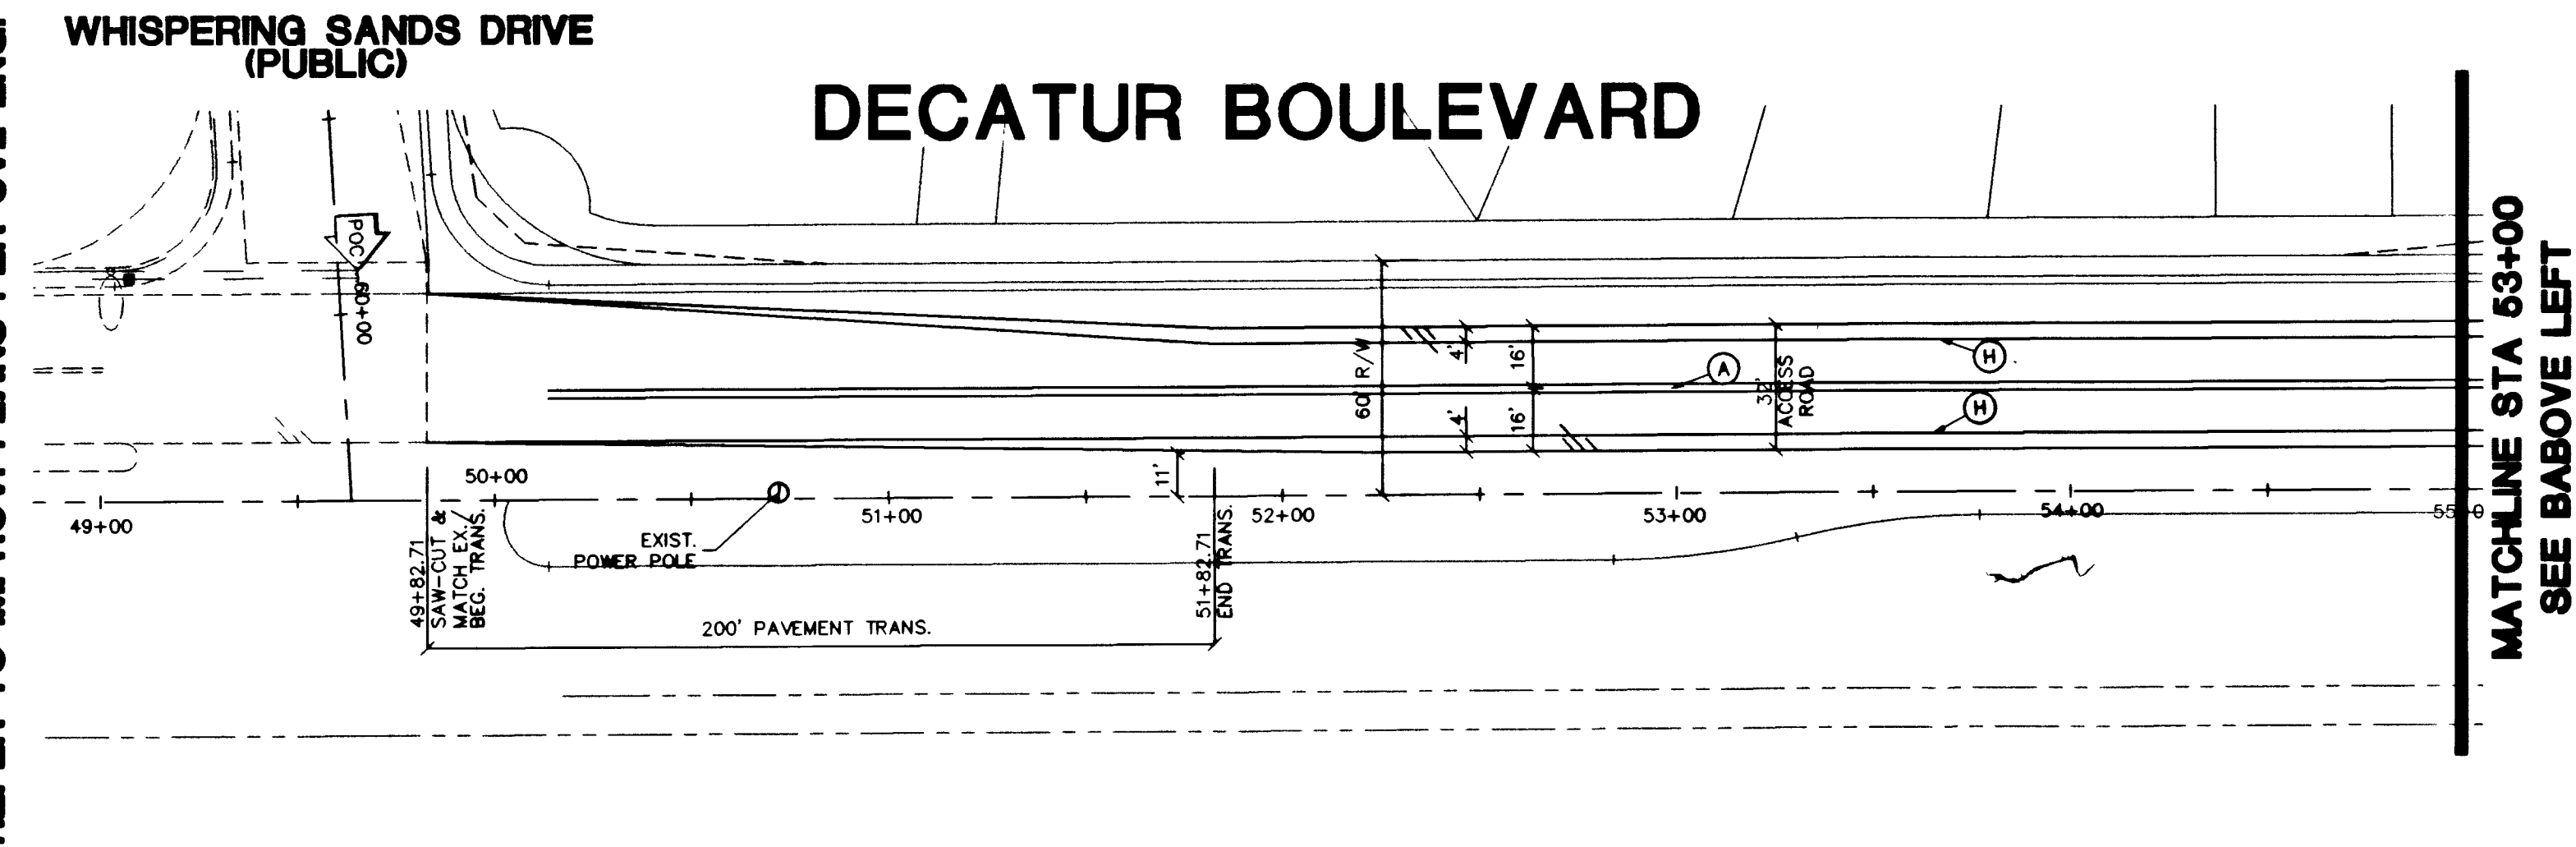 WHISPERING SANDS DRIVE
(PUBLIC)
DECATUR BOULEVARD
POC
60+00
49+00
50+00
51+00
52+00
53+00
54+00
EXIST.
POWER POLE
49+82.71
SAW-CUT &
MATCH EX./
BEG. TRANS.
200' PAVEMENT TRANS.
51+82.71
END TRANS.
11'
60' R/W
4'
4'
16'
16'
A
32'
ACCESS
ROAD
H
H
MATCHLINE STA 53+00
SEE BABOVE LEFT